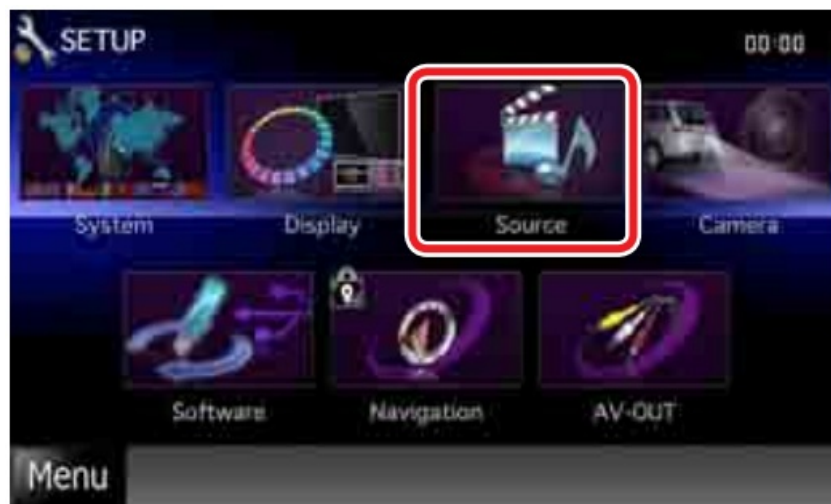 SETUP
00:00
System
Display
Source
Camera
Software
Navigation
AV-OUT
Menu